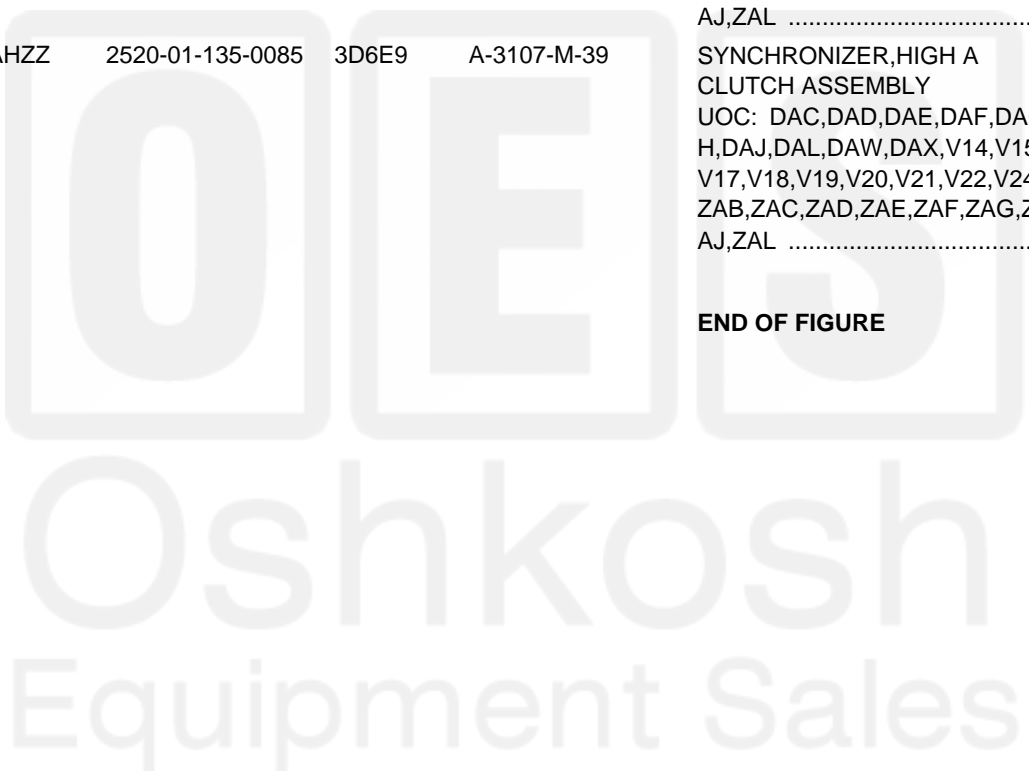 AJ,ZAL ....................................
AHZZ 2520-01-135-0085 3D6E9 A-3107-M-39 SYNCHRONIZER,HIGH A
CLUTCH ASSEMBLY
UOC: DAC,DAD,DAE,DAF,DA
H,DAJ,DAL,DAW,DAX,V14,V15
V17,V18,V19,V20,V21,V22,V24
ZAB,ZAC,ZAD,ZAE,ZAF,ZAG,Z
AJ,ZAL ....................................
END OF FIGURE
OES
Oshkosh
Equipment Sales